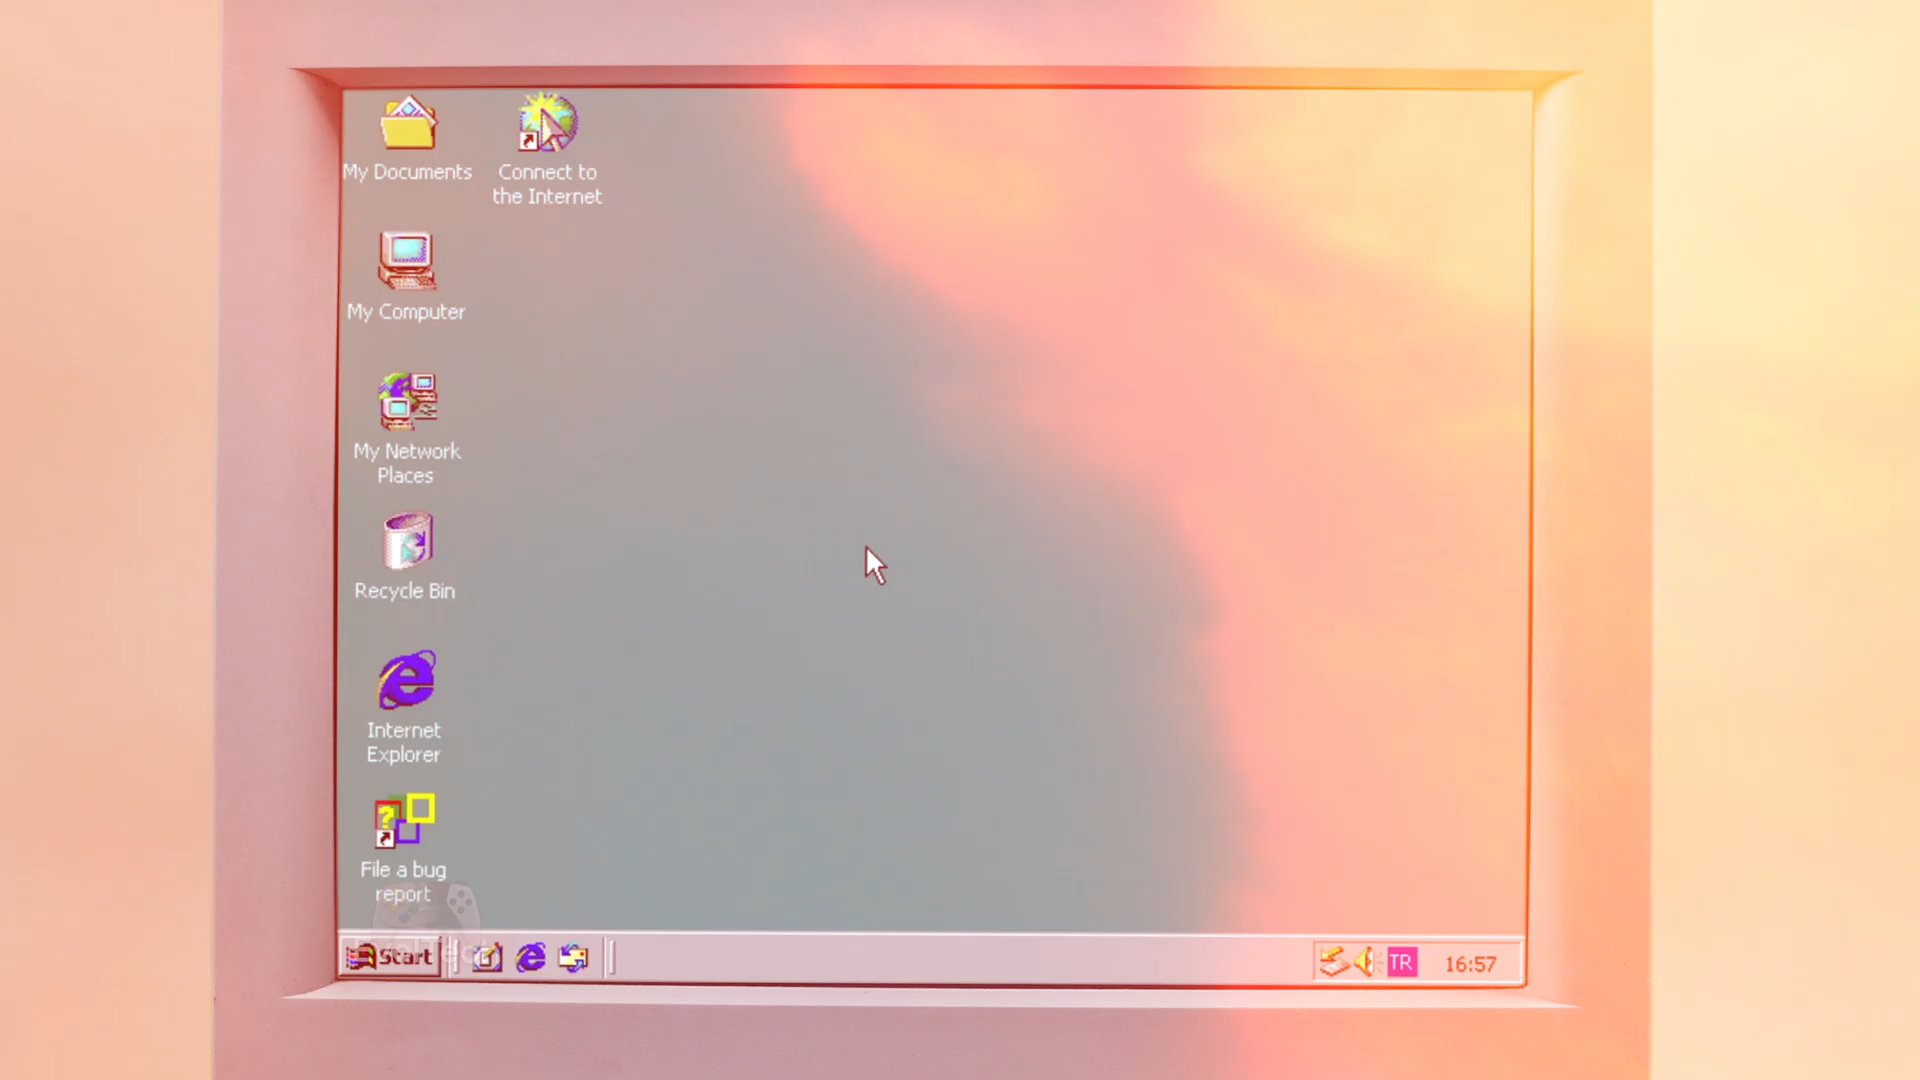 My Documents
Connect to
the Internet
My Computer
My Network
Places
Recycle Bin
Internet
Explorer
File a bug
report
Start
TR
16:57